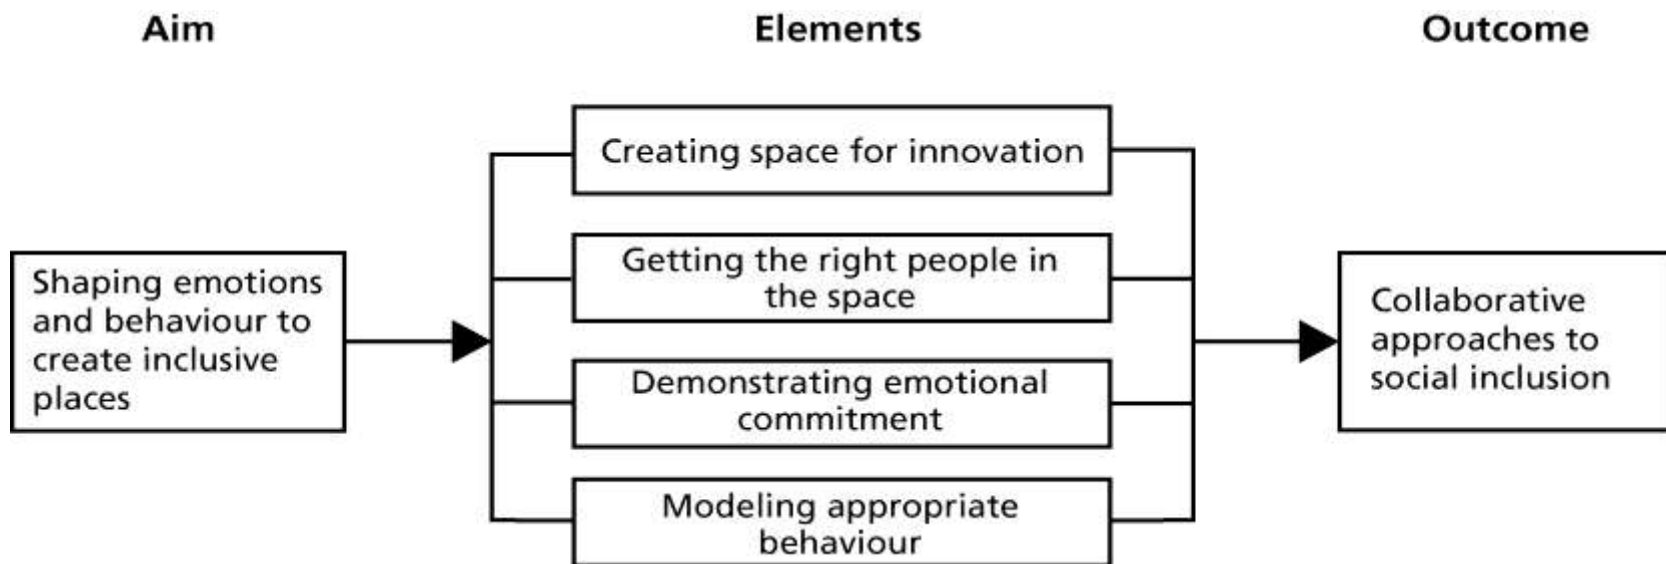 Aim
Elements
Outcome
Shaping emotions
and behaviour to
create inclusive
places
Creating space for innovation
Getting the right people in
the space
Demonstrating emotional
commitment
Modeling appropriate
behaviour
Collaborative
approaches to
social inclusion